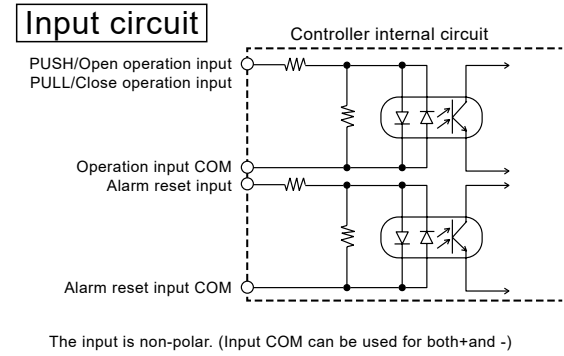 Input circuit
Controller internal circuit
PUSH/Open operation input
PULL/Close operation input
Operation input COM
Alarm reset input
Alarm reset input COM
The input is non-polar. (Input COM can be used for both+and -)